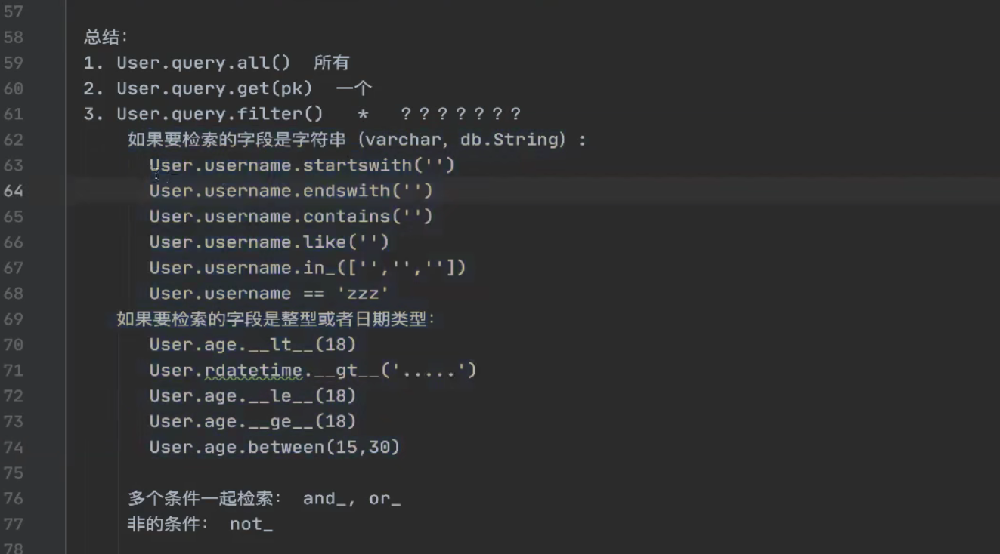 57
58 总结:
59 1. User.query.all() 所有
60 2. User.query.get(pk) 一个
61 3. User.query.filter() * ???????
62 如果要检索的字段是字符串（varchar, db.String）:
63 User.username.startswith('')
64 User.username.endswith('')
65 User.username.contains('')
66 User.username.like('')
67 User.username.in_(['','',''])
68 User.username == 'zzz'
69 如果要检索的字段是整型或者日期类型:
70 User.age.__lt__(18)
71 User.rdatetime.__gt__('.....')
72 User.age.__le__(18)
73 User.age.__ge__(18)
74 User.age.between(15,30)
75
76 多个条件一起检索: and_, or_
77 非的条件: not_
78